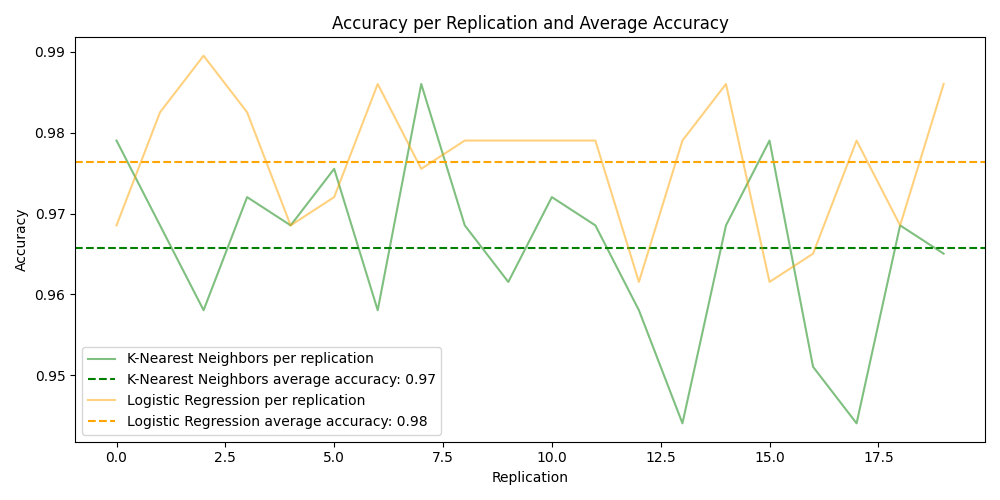 Accuracy per Replication and Average Accuracy
0.99
0.98
0.97
0.96
0.95
Accuracy
K-Nearest Neighbors per replication
K-Nearest Neighbors average accuracy: 0.97
Logistic Regression per replication
Logistic Regression average accuracy: 0.98
0.0 2.5 5.0 7.5 10.0 12.5 15.0 17.5
Replication